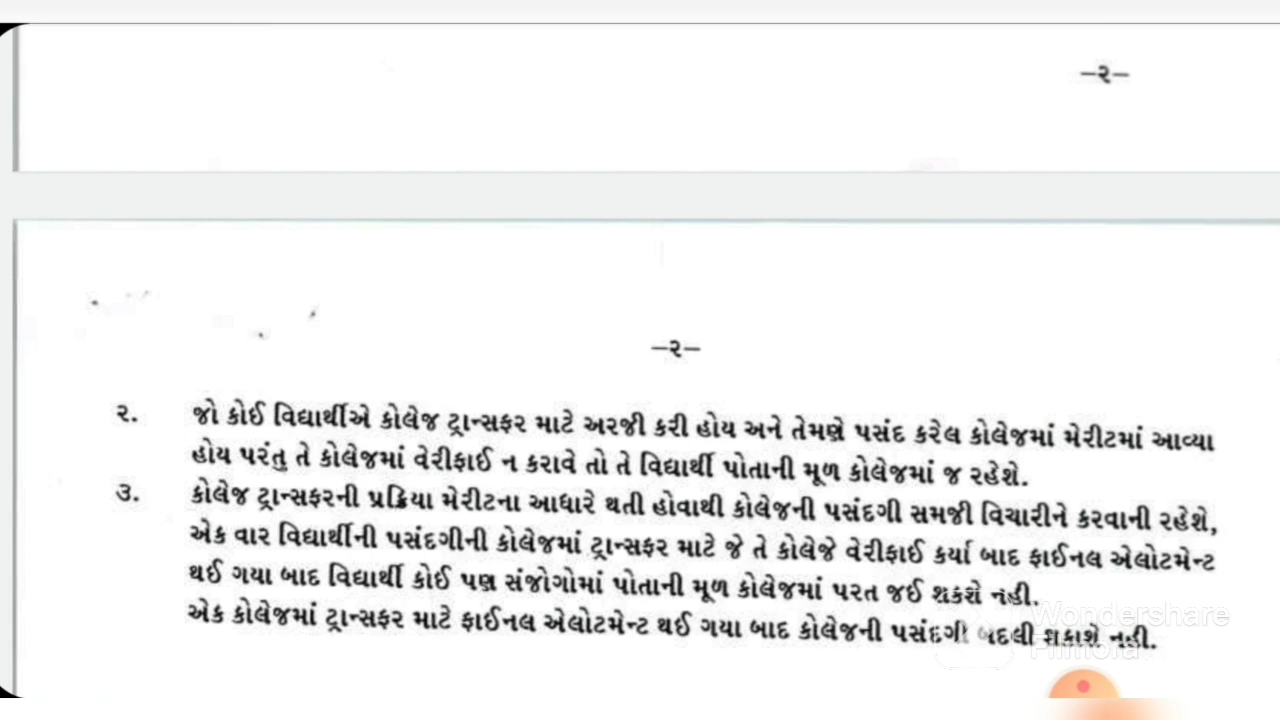 –૨–
–૨–
૨. જો કોઈ વિદ્યાર્થીએ કોલેજ ટ્રાન્સફર માટે અરજી કરી હોય અને તેમણે પસંદ કરેલ કોલેજમાં મેરીટમાં આવ્યા
હોય પરંતુ તે કોલેજમાં વેરીફાઈ ન કરાવે તો તે વિદ્યાર્થી પોતાની મૂળ કોલેજમાં જ રહેશે.
૩. કોલેજ ટ્રાન્સફરની પ્રક્રિયા મેરીટના આધારે થતી હોવાથી કોલેજની પસંદગી સમજી વિચારીને કરવાની રહેશે,
એક વાર વિદ્યાર્થીની પસંદગીની કોલેજમાં ટ્રાન્સફર માટે જે તે કોલેજે વેરીફાઈ કર્યા બાદ ફાઈનલ એલોટમેન્ટ
થઈ ગયા બાદ વિદ્યાર્થી કોઈ પણ સંજોગોમાં પોતાની મૂળ કોલેજમાં પરત જઈ શકશે નહી.
એક કોલેજમાં ટ્રાન્સફર માટે ફાઈનલ એલોટમેન્ટ થઈ ગયા બાદ કોલેજની પસંદગી બદલી શકાશે નહી.
Wondershare
Filmora